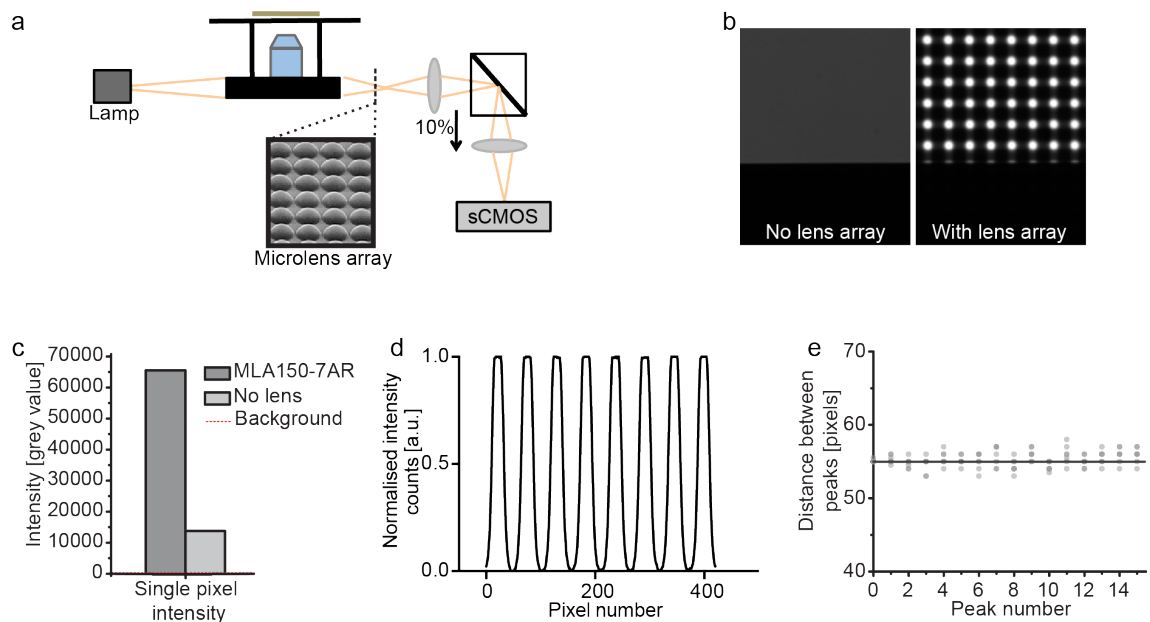 a
Lamp
10%
sCMOS
Microlens array
b
No lens array
With lens array
c
Intensity [grey value]
70000
60000
50000
40000
30000
20000
10000
0
MLA150-7AR
No lens
Background
Single pixel
intensity
d
Normalised intensity
counts [a.u.]
1.0
0.5
0.0
0
200
400
Pixel number
e
Distance between
peaks [pixels]
70
60
50
40
0
2
4
6
8
10
12
14
Peak number